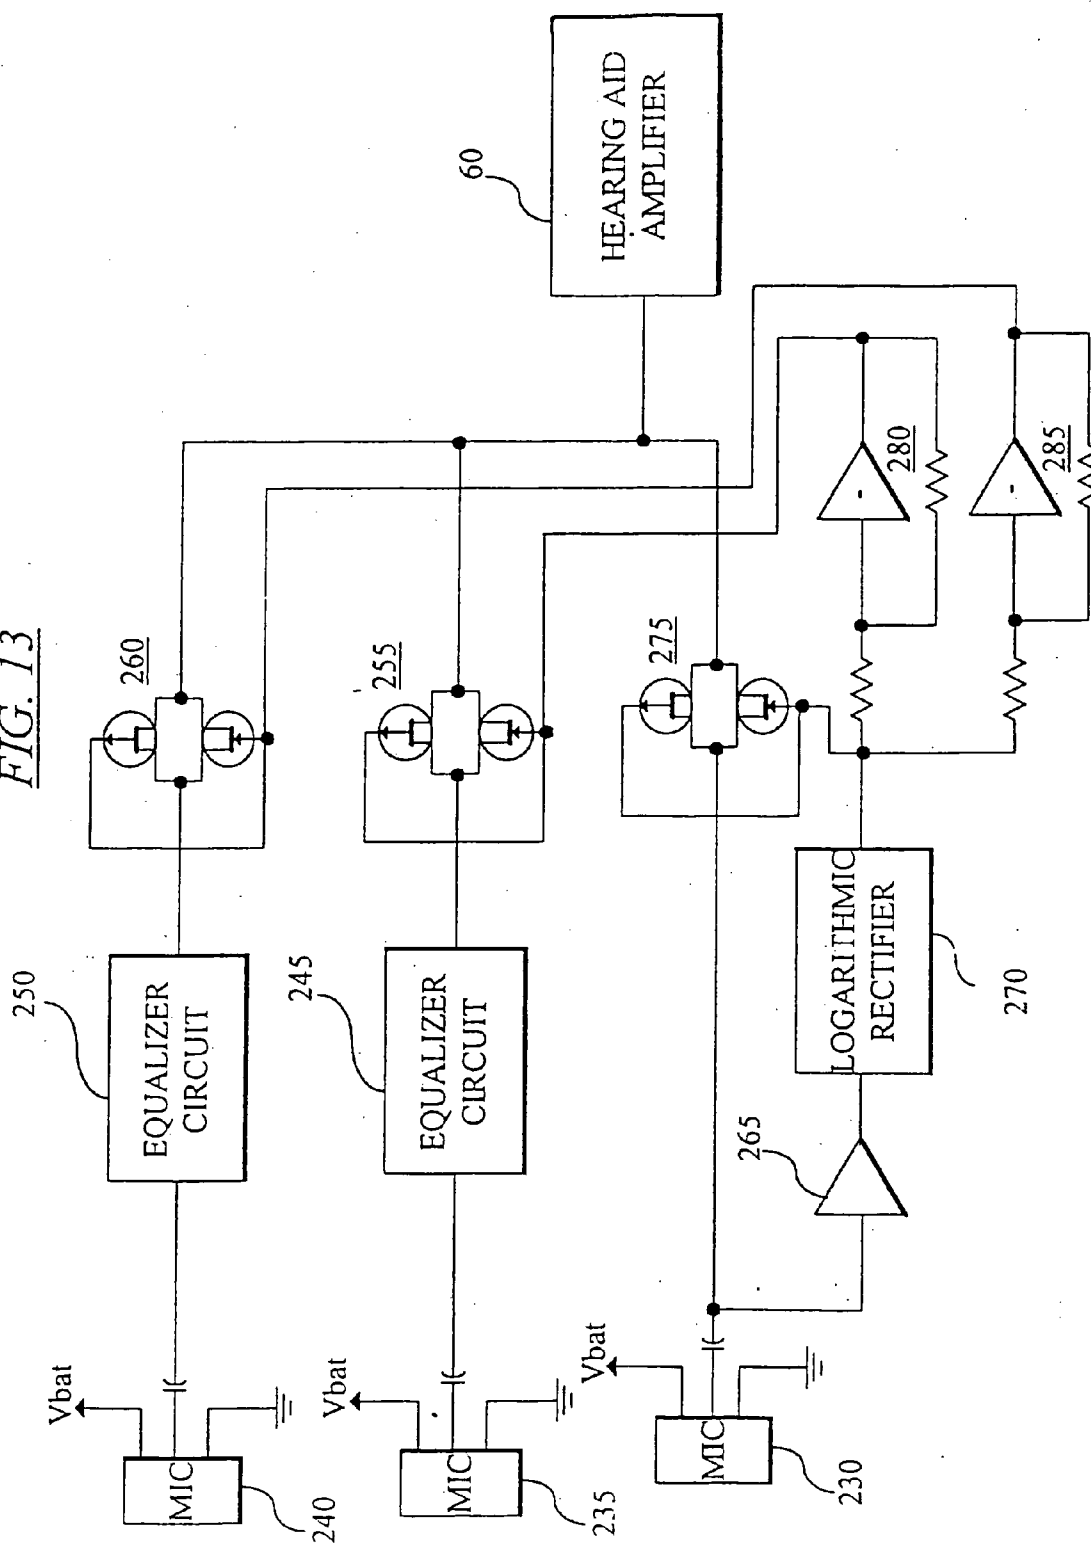 FIG. 13
MIC
240
Vbat
250
EQUALIZER
CIRCUIT
260
MIC
235
Vbat
245
EQUALIZER
CIRCUIT
255
60
HEARING AID
AMPLIFIER
MIC
230
Vbat
275
265
LOGARITHMIC
RECTIFIER
270
280
285